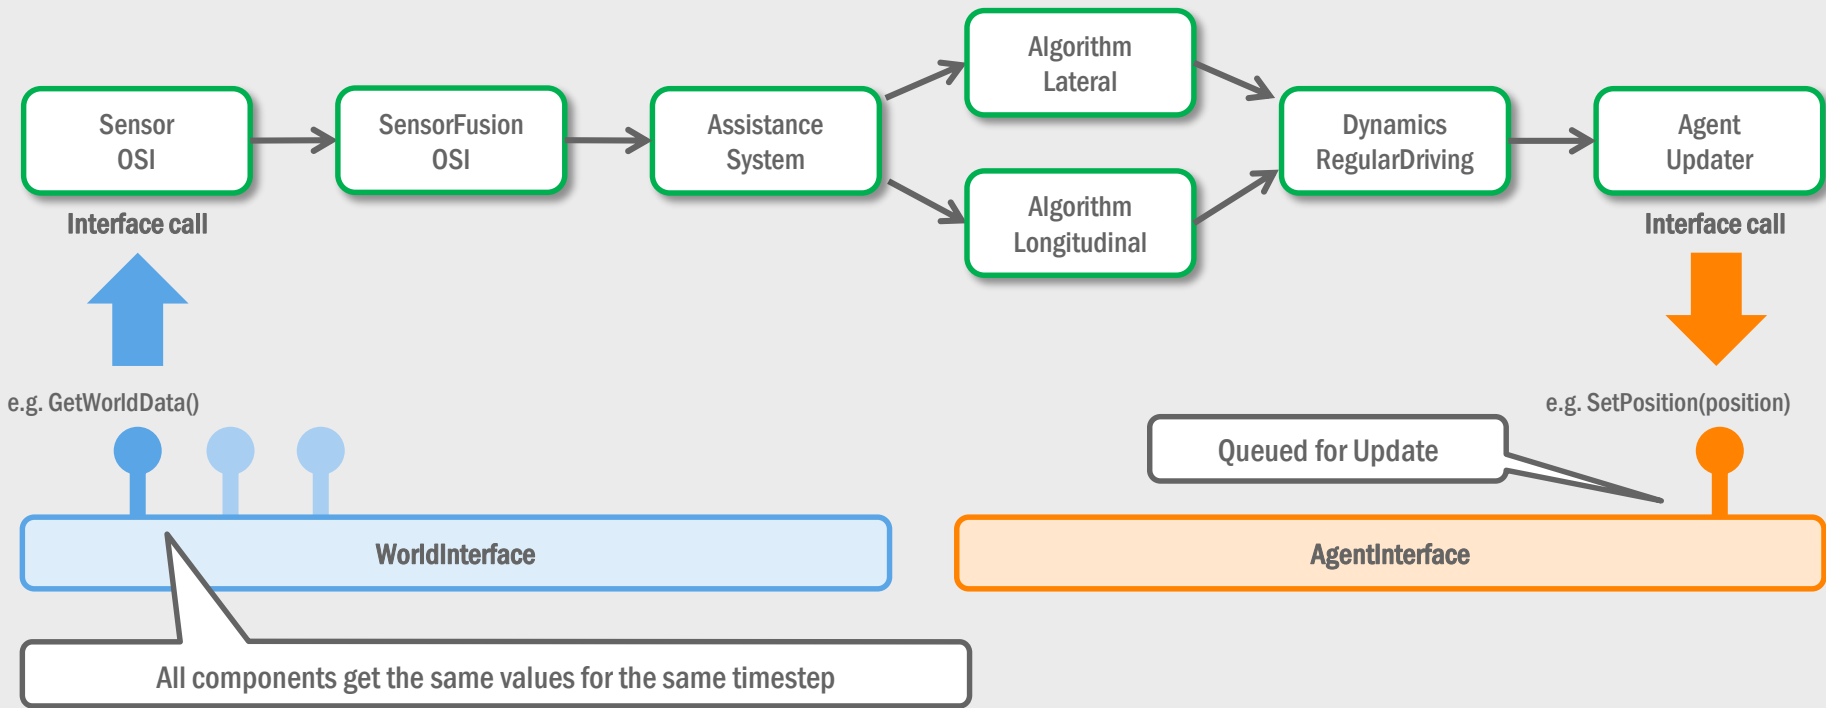 Sensor
OSI
SensorFusion
OSI
Assistance
System
Algorithm
Lateral
Algorithm
Longitudinal
Dynamics
RegularDriving
Agent
Updater
Interface call
Interface call
e.g. GetWorldData()
e.g. SetPosition(position)
Queued for Update
WorldInterface
AgentInterface
All components get the same values for the same timestep